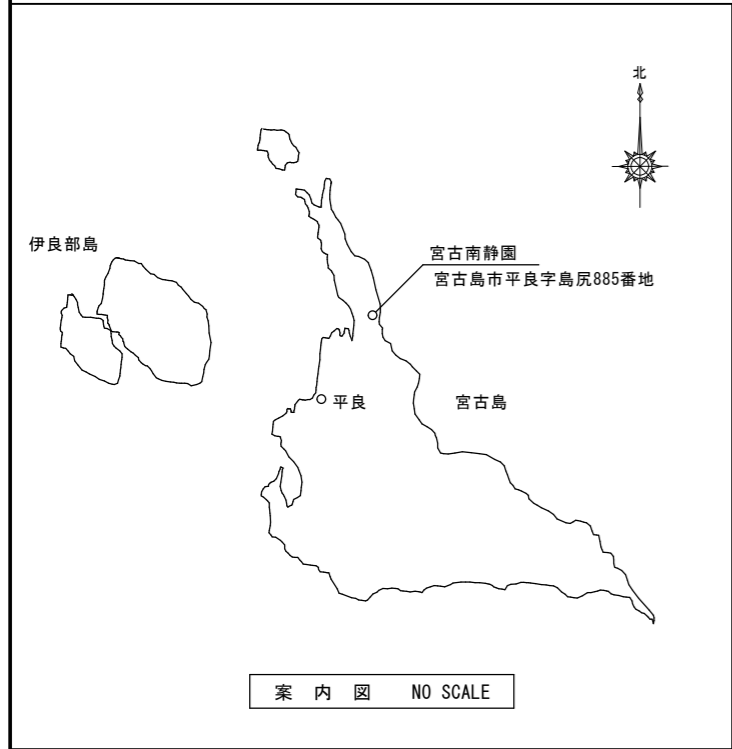 北
伊良部島
宮古南静園
宮古島市平良字島尻885番地
平良
宮古島
案 内 図 NO SCALE